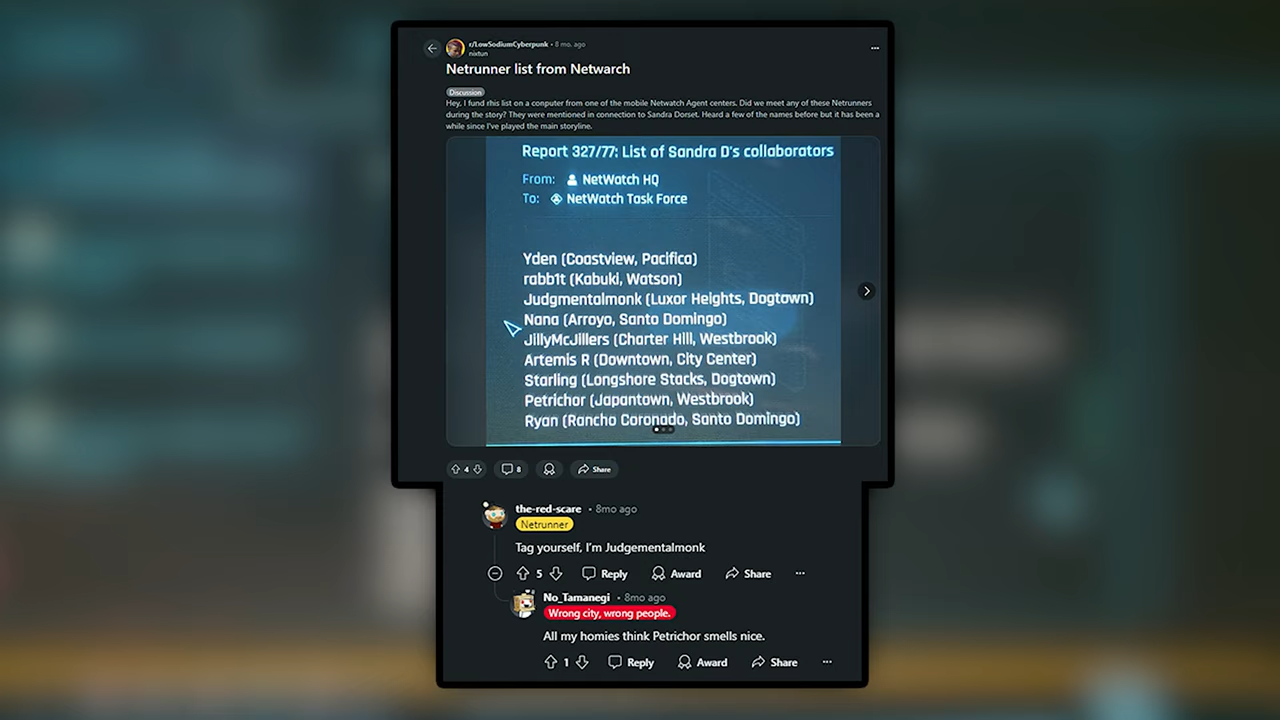 r/LowSodiumCyberpunk • 8 mo. ago
nixtun
Netrunner list from Netwarch
Discussion
Hey, I fund rhis list on a conputer from one of the mobile Netwatch Agent centers. Did we meet any of these Netrunners
during the story? They were mentioned in connection to Sandra Dorset. Heard a few of the names before but it has been a
while since I've played the main storyline.
Report 327/77: List of Sandra D's collaborators
From: NetWatch HQ
To: NetWatch Task Force
Yden (Coastview, Pacifica)
rabb1t (Kabuki, Watson)
Judgmentalmonk (Luxor Heights, Dogtown)
Nana (Arroyo, Santo Domingo)
JillyMcJillers (Charter Hill, Westbrook)
Artemis R (Downtown, City Center)
Starling (Longshore Stacks, Dogtown)
Petrichor (Japantown, Westbrook)
Ryan (Rancho Coronado, Santo Domingo)
4 8 Share
the-red-scare • 8mo ago
Netrunner
Tag yourself, I'm Judgementalmonk
5 Reply Award Share
No_Tamanegi • 8mo ago
Wrong city, wrong people.
All my homies think Petrichor smells nice.
1 Reply Award Share